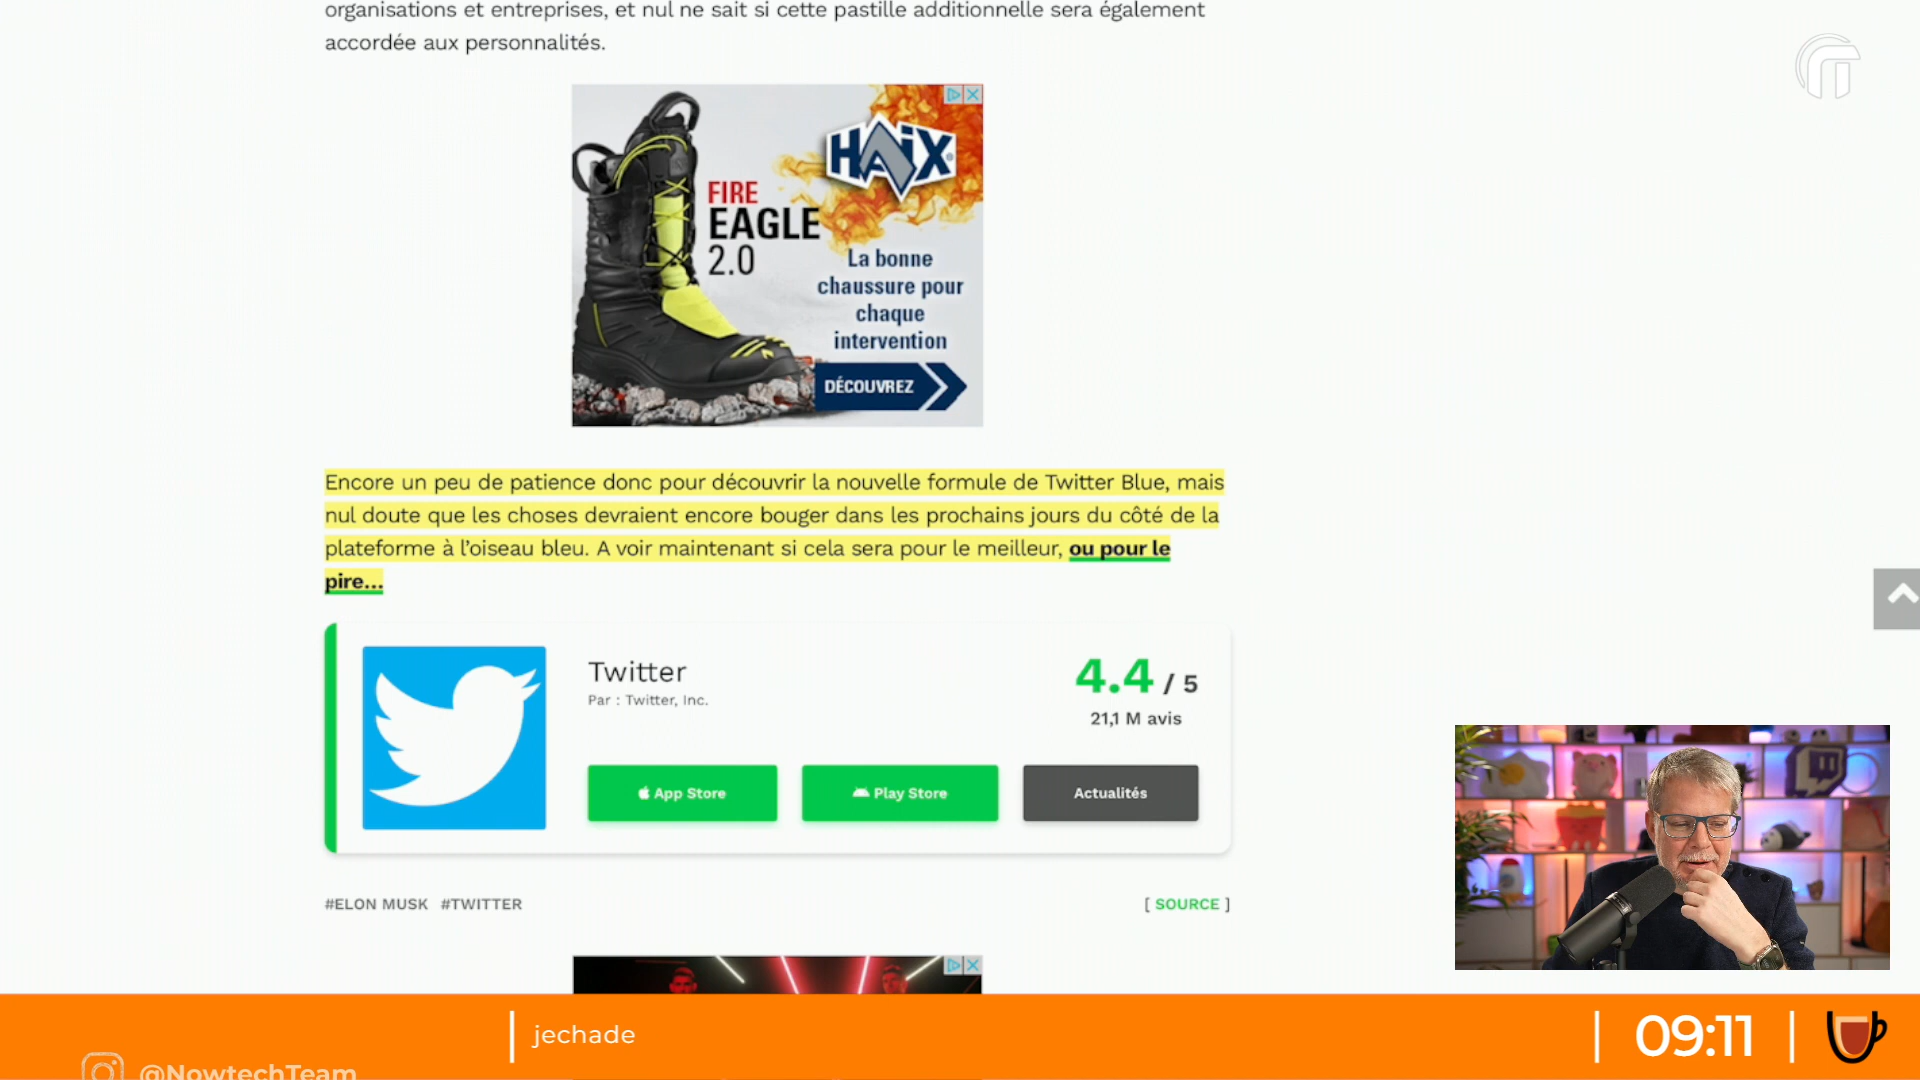 organisations et entreprises, et nul ne sait si cette pastille additionnelle sera également
accordée aux personnalités.
HAIX
FIRE
EAGLE
2.0
La bonne
chaussure pour
chaque
intervention
DÉCOUVREZ
Encore un peu de patience donc pour découvrir la nouvelle formule de Twitter Blue, mais
nul doute que les choses devraient encore bouger dans les prochains jours du côté de la
plateforme à l’oiseau bleu. A voir maintenant si cela sera pour le meilleur, ou pour le
pire...
Twitter
Par : Twitter, Inc.
4.4 / 5
21,1 M avis
App Store
Play Store
Actualités
#ELON MUSK #TWITTER
[ SOURCE ]
jechade
09:11
@NowtechTeam